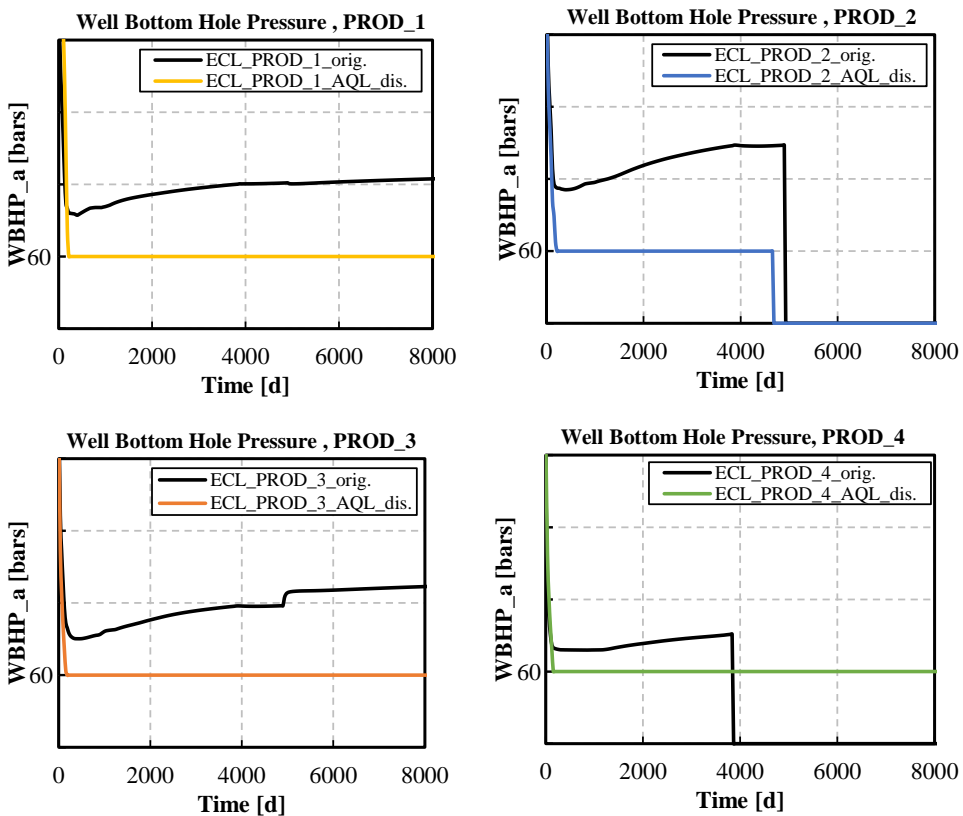 Well Bottom Hole Pressure , PROD_1
ECL_PROD_1_orig.
ECL_PROD_1_AQL_dis.
WBHP_a [bars]
60
0 2000 4000 6000 8000
Time [d]
Well Bottom Hole Pressure , PROD_2
ECL_PROD_2_orig.
ECL_PROD_2_AQL_dis.
WBHP_a [bars]
60
0 2000 4000 6000 8000
Time [d]
Well Bottom Hole Pressure , PROD_3
ECL_PROD_3_orig.
ECL_PROD_3_AQL_dis.
WBHP_a [bars]
60
0 2000 4000 6000 8000
Time [d]
Well Bottom Hole Pressure, PROD_4
ECL_PROD_4_orig.
ECL_PROD_4_AQL_dis.
WBHP_a [bars]
60
0 2000 4000 6000 8000
Time [d]